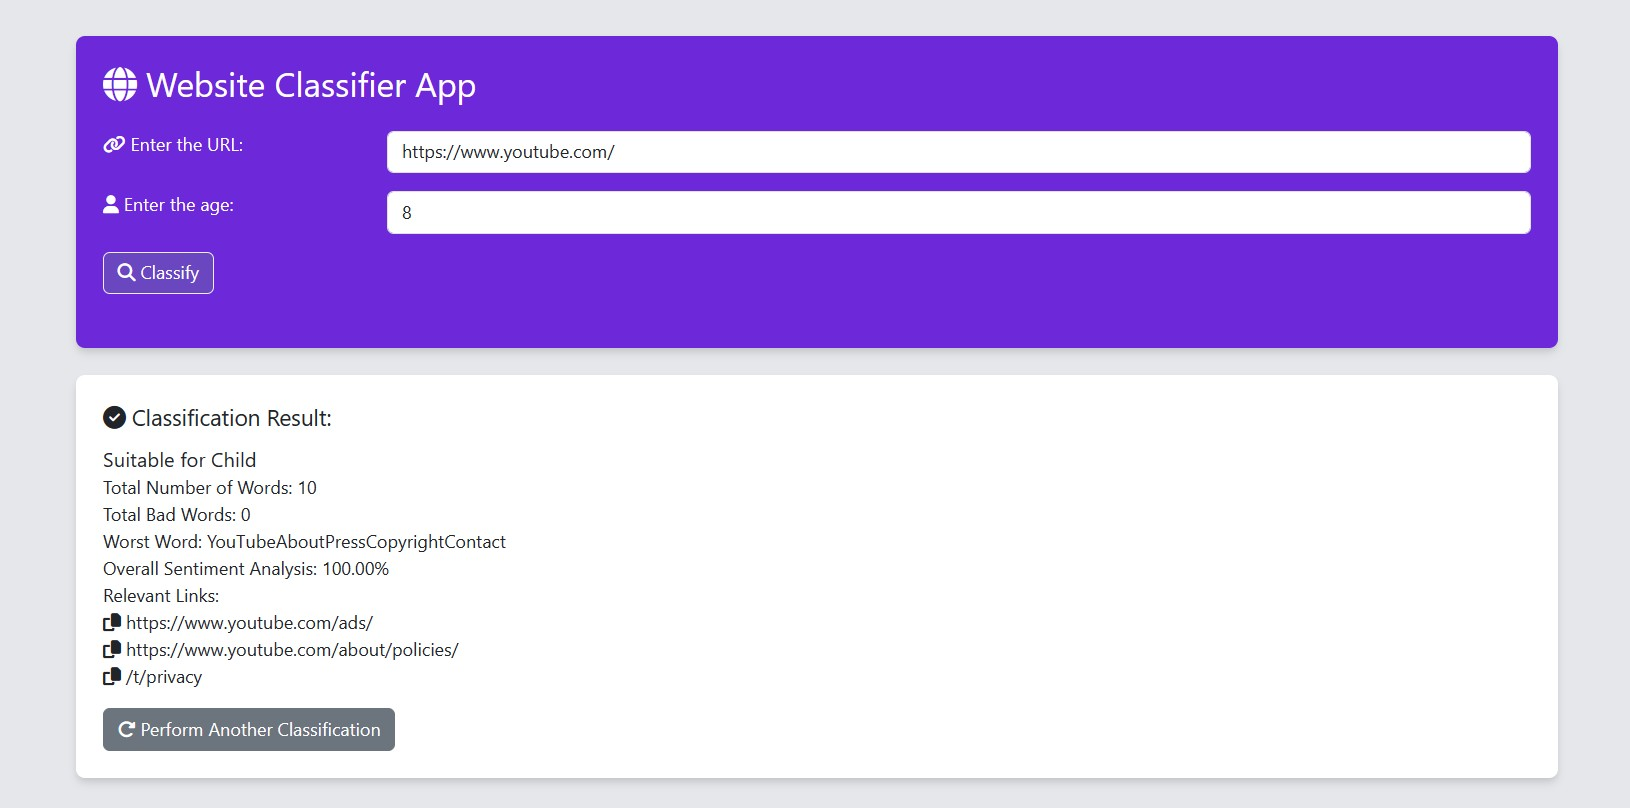 Website Classifier App
Enter the URL:
https://www.youtube.com/
Enter the age:
8
Classify
Classification Result:
Suitable for Child
Total Number of Words: 10
Total Bad Words: 0
Worst Word: YouTubeAboutPressCopyrightContact
Overall Sentiment Analysis: 100.00%
Relevant Links:
https://www.youtube.com/ads/
https://www.youtube.com/about/policies/
/t/privacy
Perform Another Classification